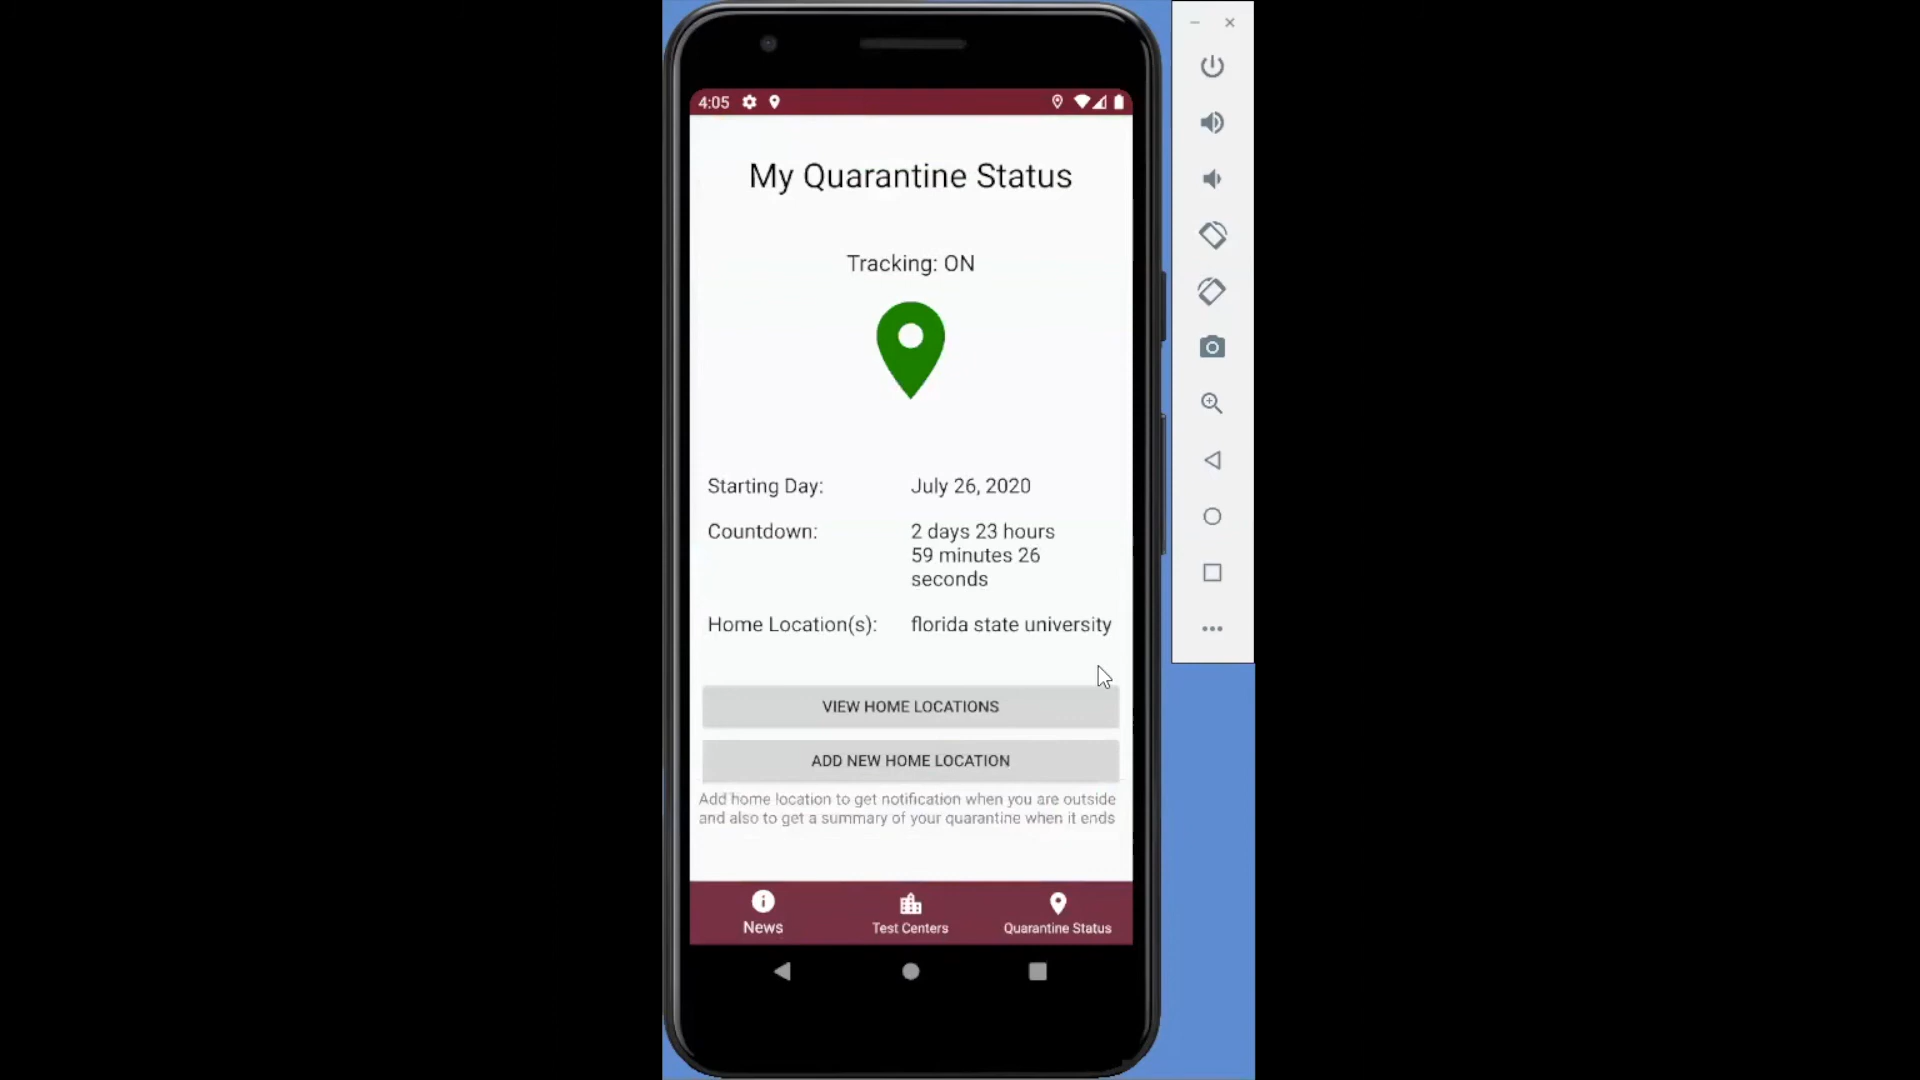 4:05
My Quarantine Status
Tracking: ON
Starting Day: July 26, 2020
Countdown: 2 days 23 hours
59 minutes 26
seconds
Home Location(s): florida state university
VIEW HOME LOCATIONS
ADD NEW HOME LOCATION
Add home location to get notification when you are outside
and also to get a summary of your quarantine when it ends
News Test Centers Quarantine Status